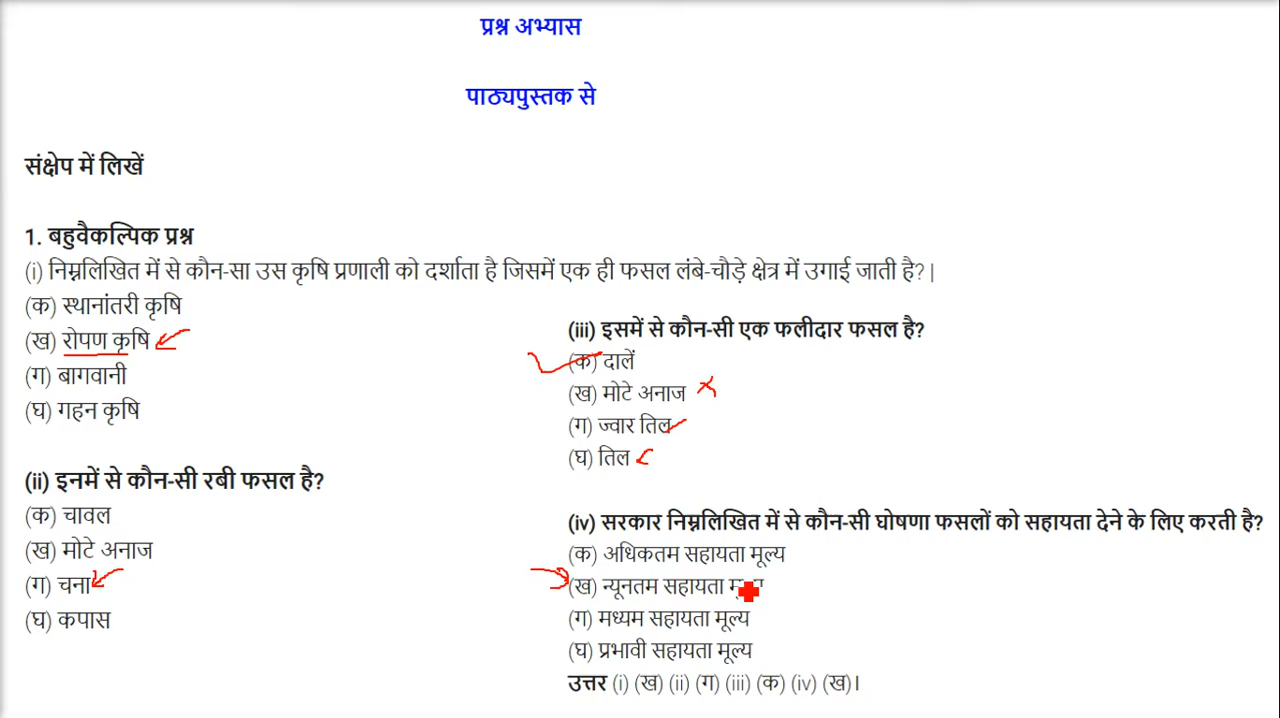 प्रश्न अभ्यास
पाठ्यपुस्तक से
संक्षेप में लिखें
1. बहुवैकल्पिक प्रश्न
(i) निम्नलिखित में से कौन-सा उस कृषि प्रणाली को दर्शाता है जिसमें एक ही फसल लंबे-चौड़े क्षेत्र में उगाई जाती है? |
(क) स्थानांतरी कृषि
(ख) रोपण कृषि
(ग) बागवानी
(घ) गहन कृषि
(ii) इनमें से कौन-सी रबी फसल है?
(क) चावल
(ख) मोटे अनाज
(ग) चना
(घ) कपास
(iii) इसमें से कौन-सी एक फलीदार फसल है?
(क) दालें
(ख) मोटे अनाज
(ग) ज्वार तिल
(घ) तिल
(iv) सरकार निम्नलिखित में से कौन-सी घोषणा फसलों को सहायता देने के लिए करती है?
(क) अधिकतम सहायता मूल्य
(ख) न्यूनतम सहायता
(ग) मध्यम सहायता मूल्य
(घ) प्रभावी सहायता मूल्य
उत्तर (i) (ख) (ii) (ग) (iii) (क) (iv) (ख)।